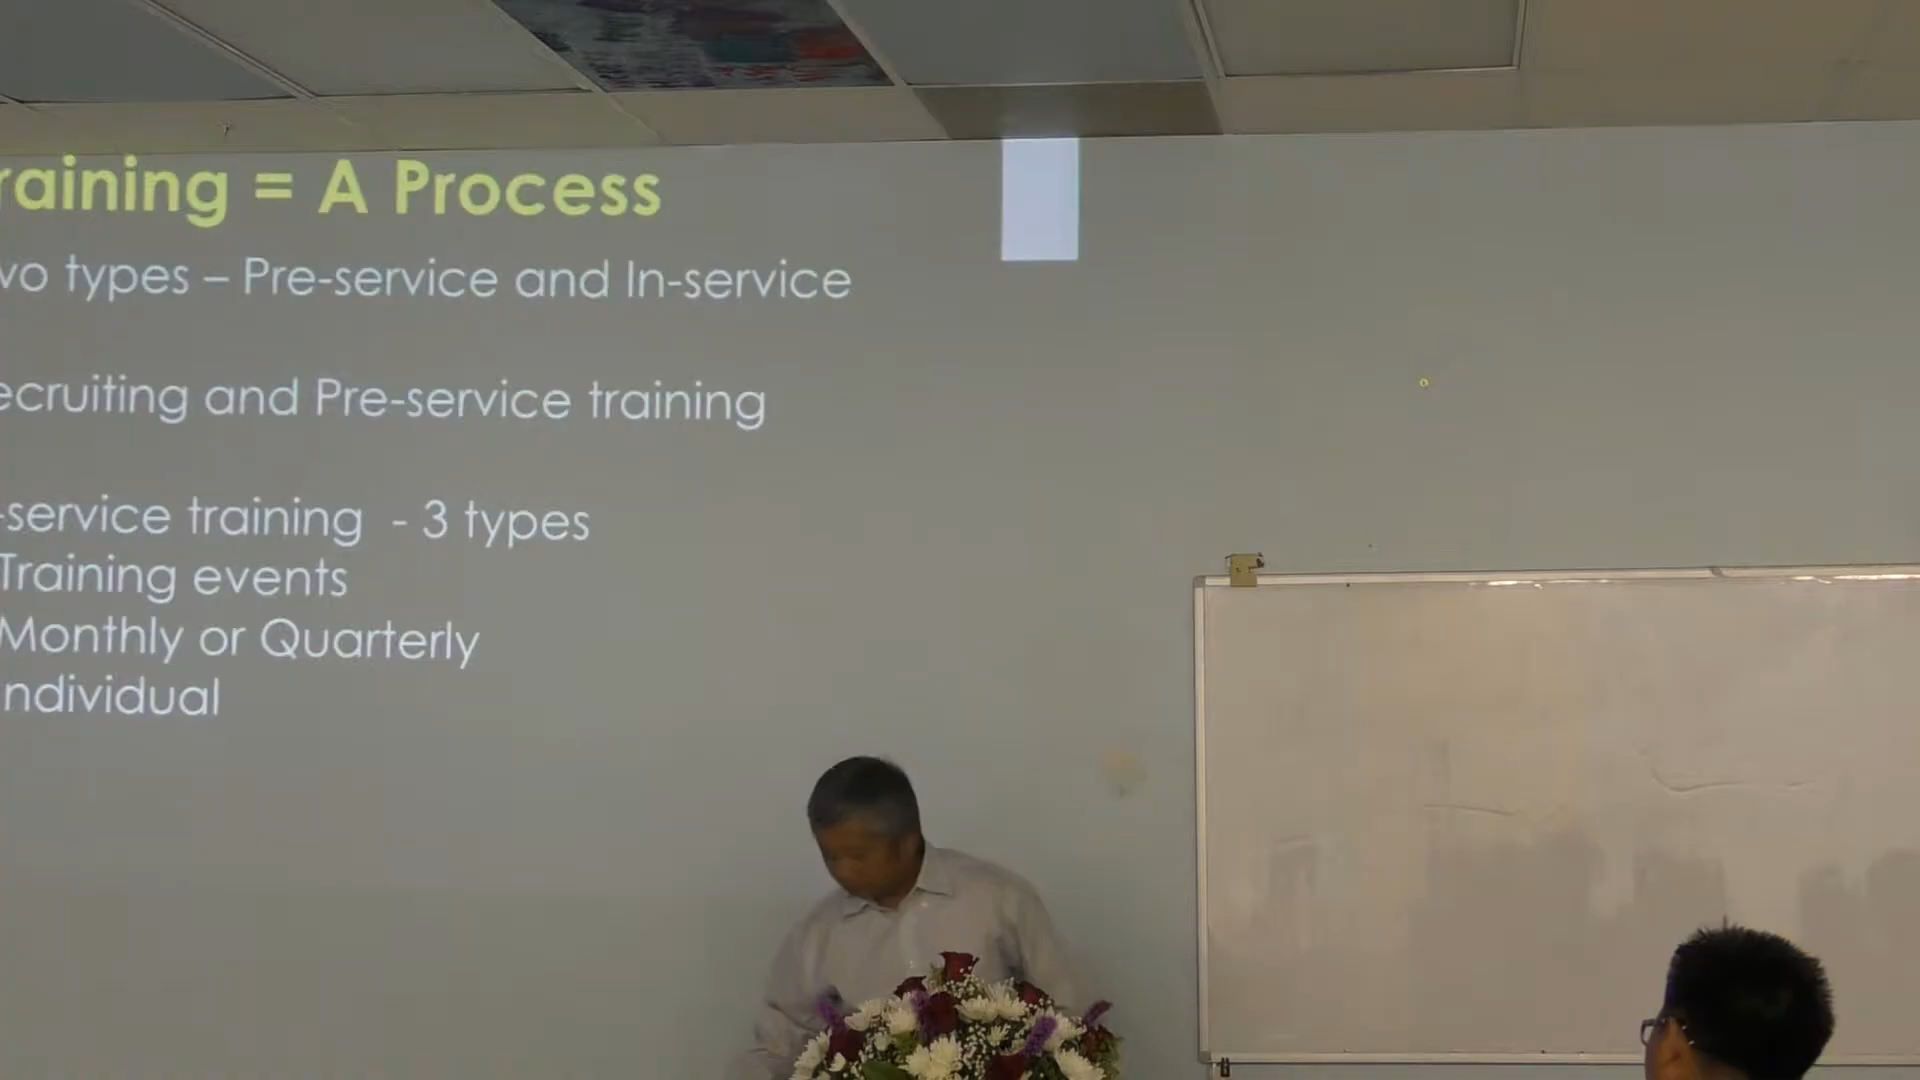 raining = A Process
wo types – Pre-service and In-service
ecruiting and Pre-service training
-service training - 3 types
Training events
Monthly or Quarterly
ndividual